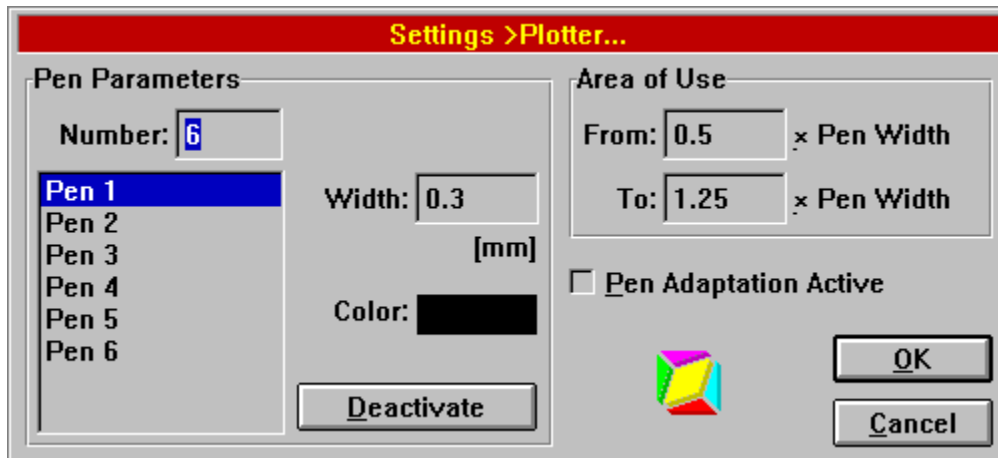 Settings >Plotter...
Pen Parameters
Number: 6
Pen 1
Pen 2
Pen 3
Pen 4
Pen 5
Pen 6
Width: 0.3
[mm]
Color:
Deactivate
Area of Use
From: 0.5 × Pen Width
To: 1.25 × Pen Width
Pen Adaptation Active
OK
Cancel